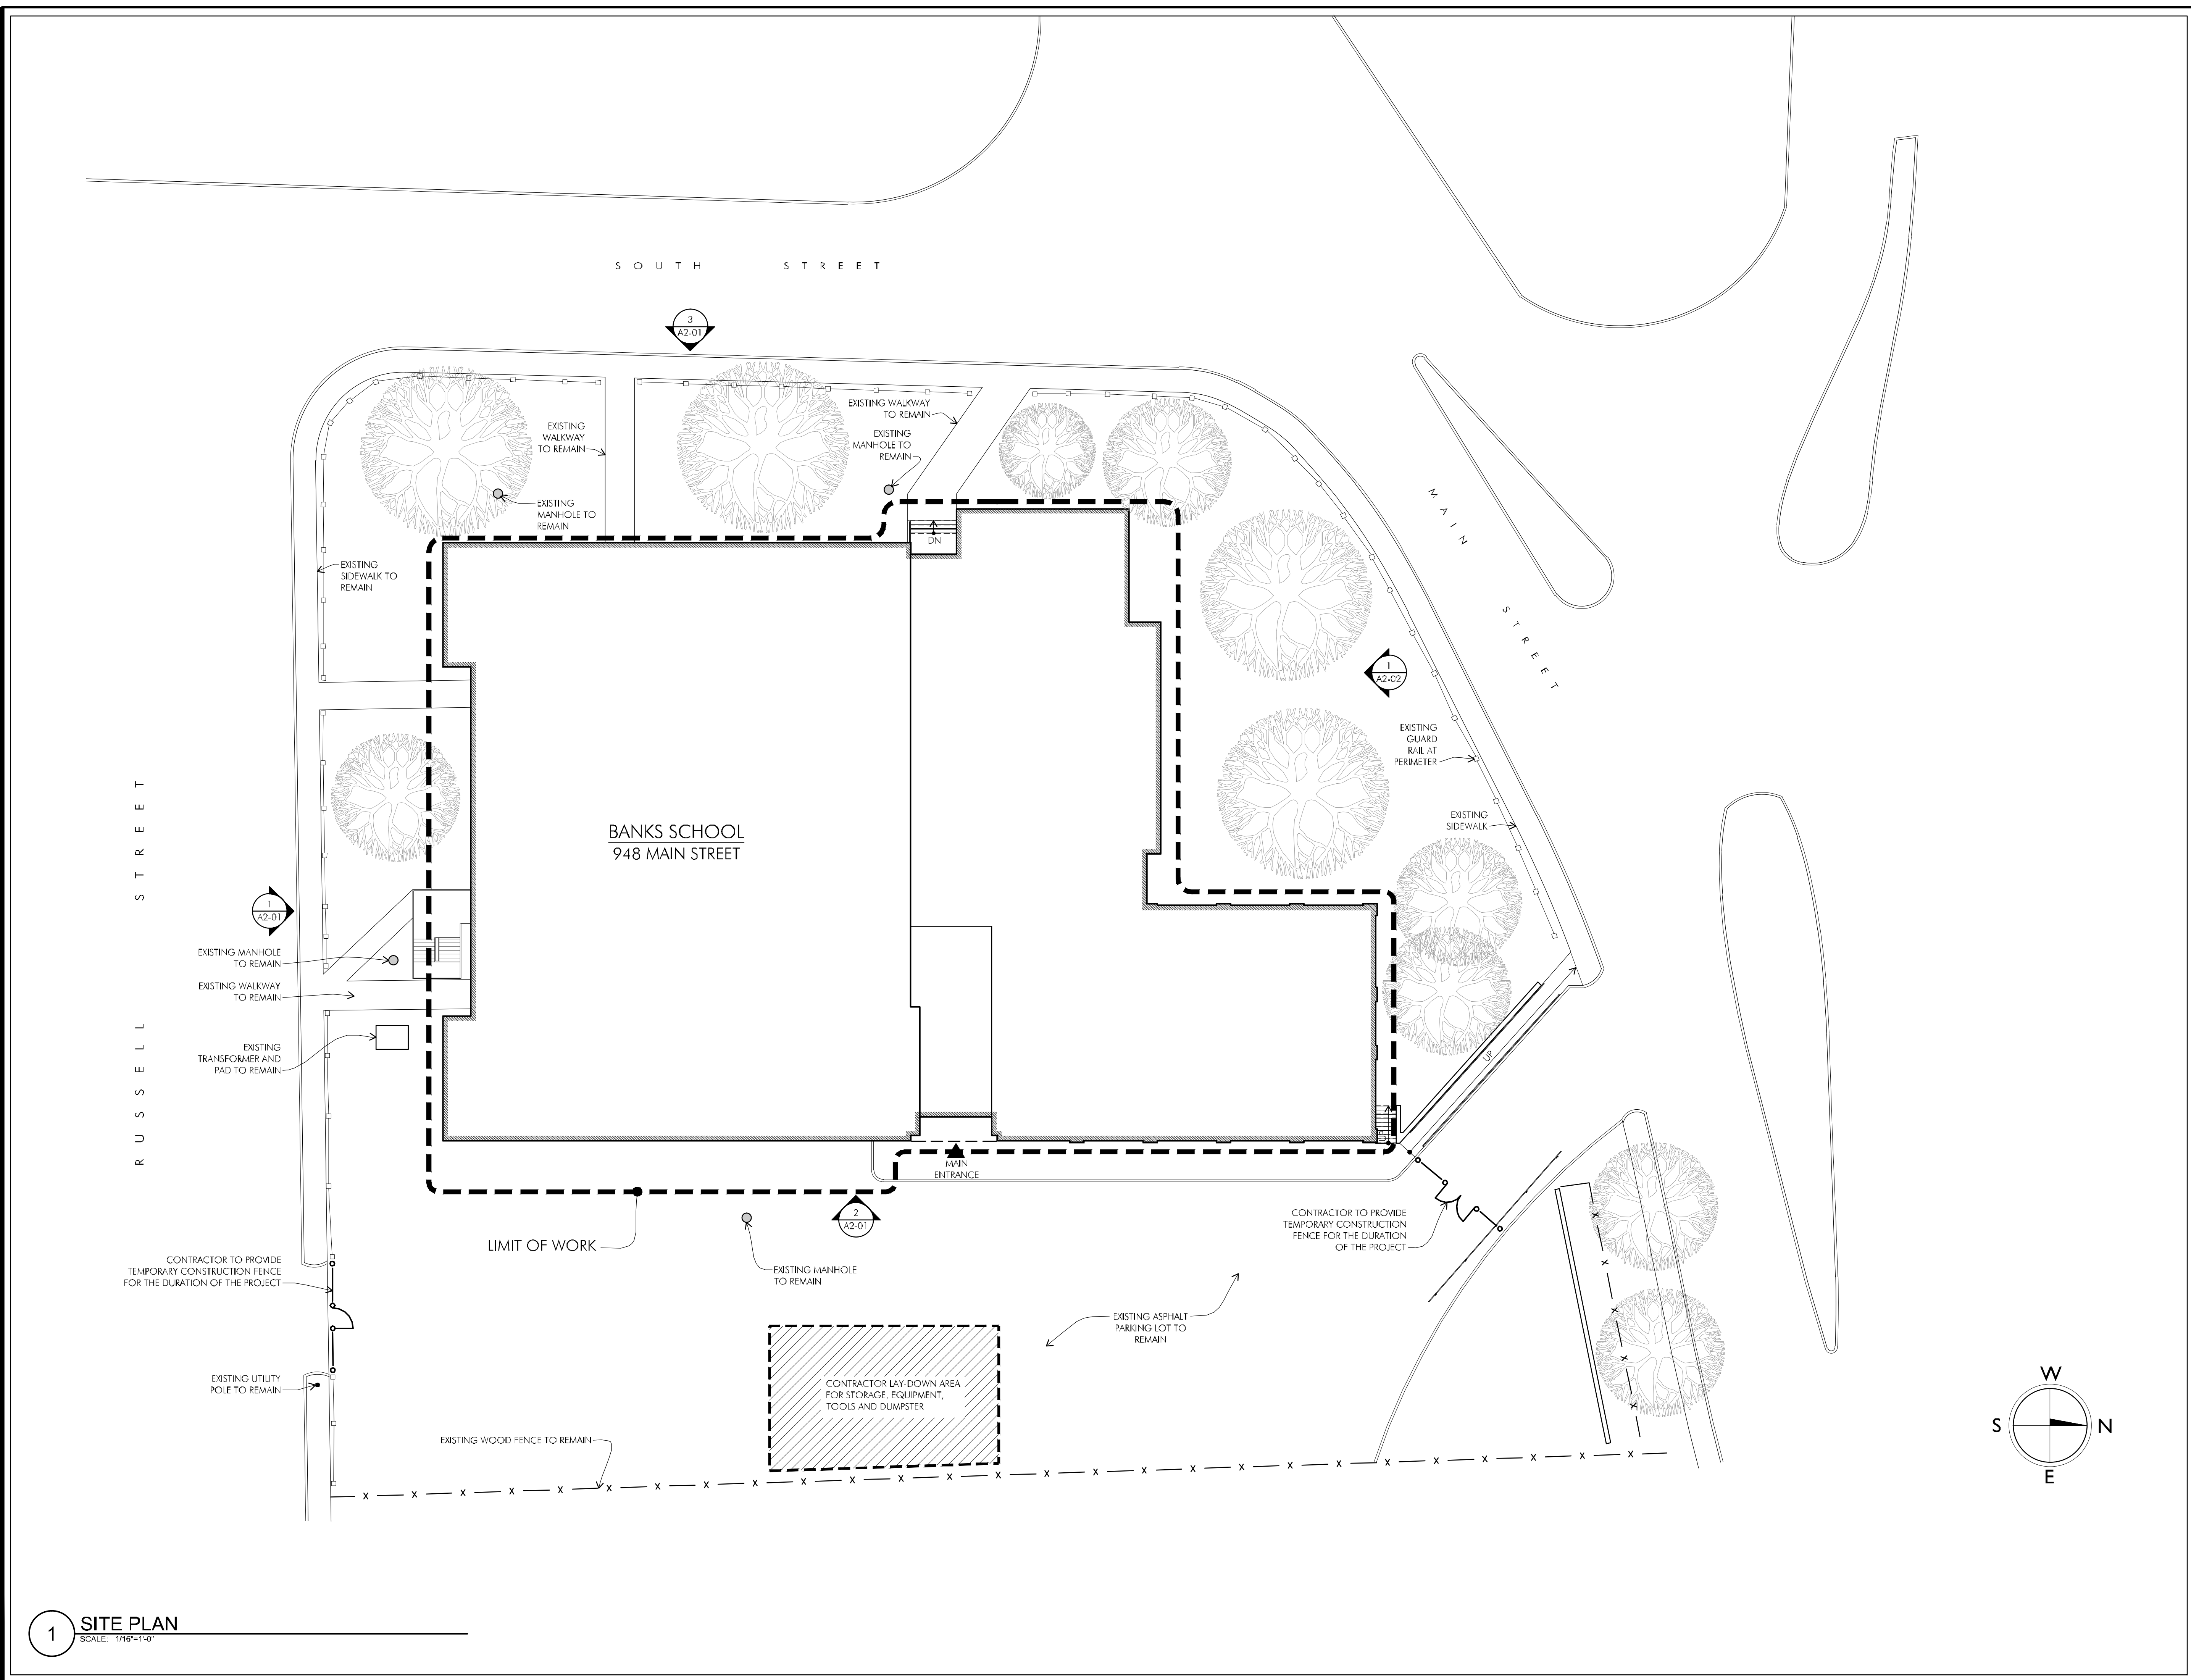 SOUTH STREET
3
A2-01
EXISTING
WALKWAY
TO REMAIN
EXISTING WALKWAY
TO REMAIN
EXISTING
MANHOLE TO
REMAIN
EXISTING
MANHOLE TO
REMAIN
DN
EXISTING
SIDEWALK TO
REMAIN
MAIN STREET
1
A2-02
EXISTING
GUARD
RAIL AT
PERIMETER
EXISTING
SIDEWALK
RUSSELL STREET
BANKS SCHOOL
948 MAIN STREET
1
A2-01
EXISTING MANHOLE
TO REMAIN
EXISTING WALKWAY
TO REMAIN
EXISTING
TRANSFORMER AND
PAD TO REMAIN
UP
MAIN
ENTRANCE
2
A2-01
LIMIT OF WORK
CONTRACTOR TO PROVIDE
TEMPORARY CONSTRUCTION
FENCE FOR THE DURATION
OF THE PROJECT
CONTRACTOR TO PROVIDE
TEMPORARY CONSTRUCTION FENCE
FOR THE DURATION OF THE PROJECT
EXISTING MANHOLE
TO REMAIN
EXISTING ASPHALT
PARKING LOT TO
REMAIN
EXISTING UTILITY
POLE TO REMAIN
CONTRACTOR LAY-DOWN AREA
FOR STORAGE, EQUIPMENT,
TOOLS AND DUMPSTER
EXISTING WOOD FENCE TO REMAIN
W
S N
E
1 SITE PLAN
SCALE: 1/16"=1'-0"